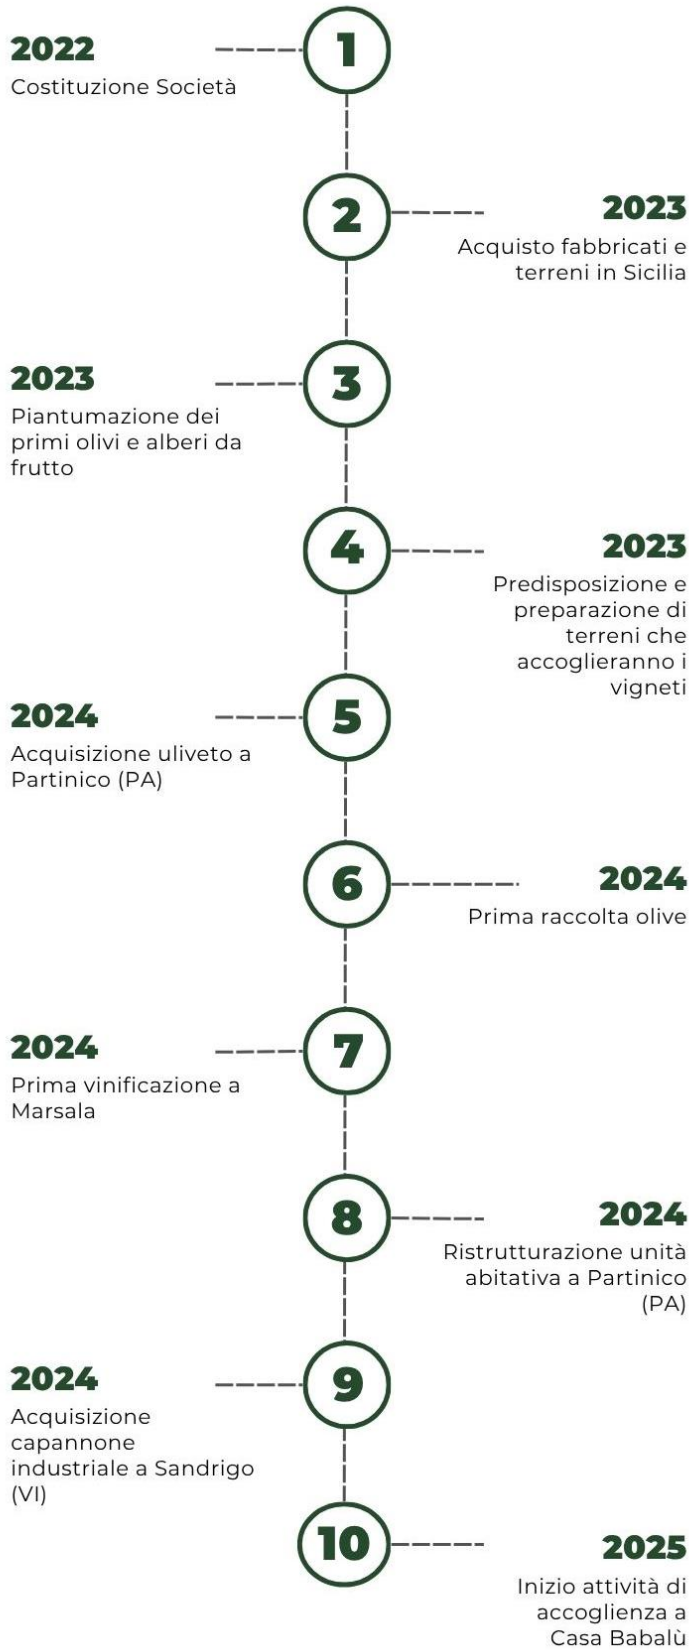 1
2022
Costituzione Società
2
2023
Acquisto fabbricati e
terreni in Sicilia
3
2023
Piantumazione dei
primi olivi e alberi da
frutto
4
2023
Predisposizione e
preparazione di
terreni che
accoglieranno i
vigneti
5
2024
Acquisizione uliveto a
Partinico (PA)
6
2024
Prima raccolta olive
7
2024
Prima vinificazione a
Marsala
8
2024
Ristrutturazione unità
abitativa a Partinico
(PA)
9
2024
Acquisizione
capannone
industriale a Sandrigo
(VI)
10
2025
Inizio attività di
accoglienza a
Casa Babalù